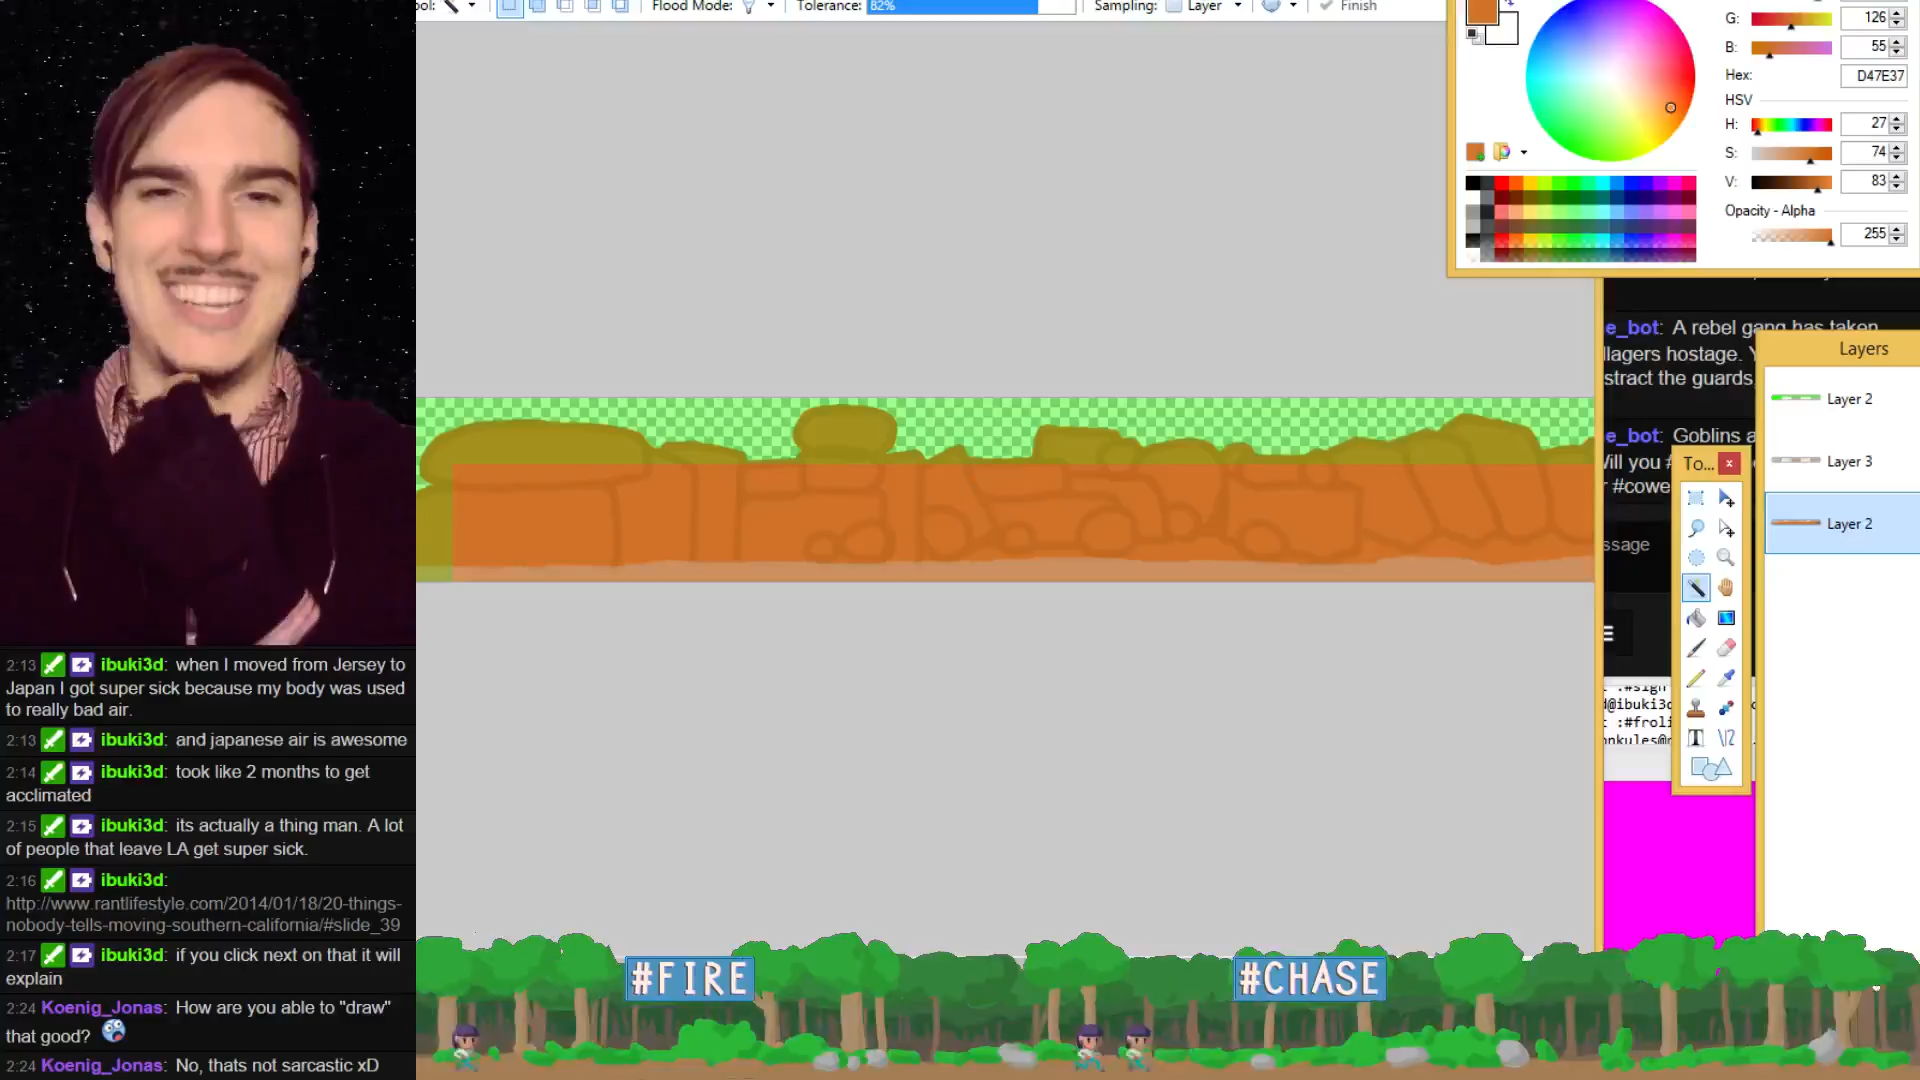 ool:
Flood Mode:
Tolerance:
82%
Sampling:
Layer
Finish
G:
126
B:
55
Hex:
D47E37
HSV
H:
27
S:
74
V:
83
Opacity - Alpha
255
e_bot: A rebel gang has taken
llagers hostage.
stract the guards,
e_bot: Goblins a
Will you
r #cowe
ssage
Layers
Layer 2
Layer 3
Layer 2
To...
d@ibuki3d
t :#froli
onkules@
2:13 ibuki3d: when I moved from Jersey to
Japan I got super sick because my body was used
to really bad air.
2:13 ibuki3d: and japanese air is awesome
2:14 ibuki3d: took like 2 months to get
acclimated
2:15 ibuki3d: its actually a thing man. A lot
of people that leave LA get super sick.
2:16 ibuki3d:
http://www.rantlifestyle.com/2014/01/18/20-things-
nobody-tells-moving-southern-california/#slide_39
2:17 ibuki3d: if you click next on that it will
explain
2:24 Koenig_Jonas: How are you able to "draw"
that good?
2:24 Koenig_Jonas: No, thats not sarcastic xD
#FIRE
#CHASE